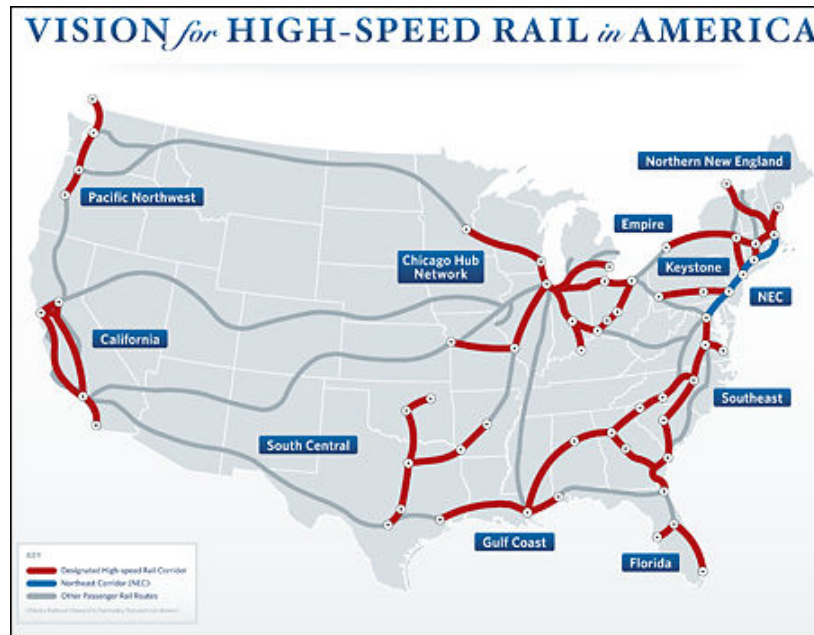 VISION for HIGH-SPEED RAIL in AMERICA
Northern New England
Pacific Northwest
Empire
Chicago Hub
Network
Keystone
NEC
California
Southeast
South Central
Gulf Coast
Florida
KEY
Designated High-speed Rail Corridor
Northeast Corridor (NEC)
Other Passenger Rail Routes